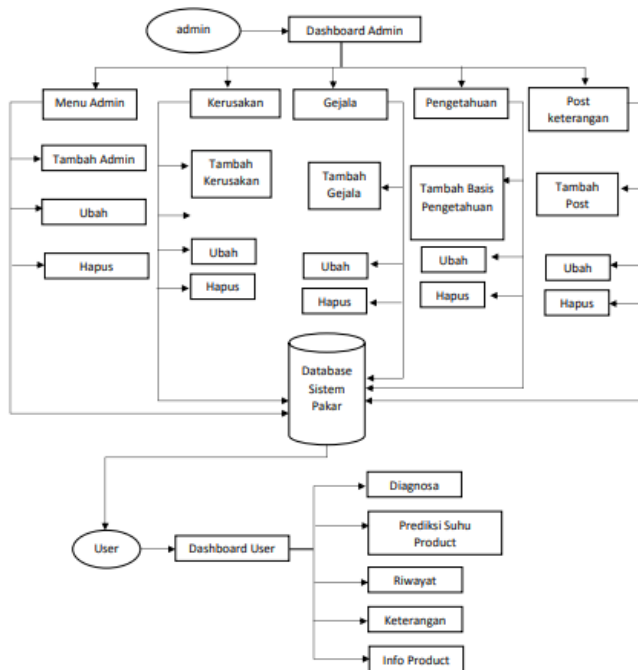 admin
Dashboard Admin
Menu Admin
Kerusakan
Gejala
Pengetahuan
Post
keterangan
Tambah Admin
Ubah
Hapus
Tambah
Kerusakan
Ubah
Hapus
Tambah
Gejala
Ubah
Hapus
Tambah Basis
Pengetahuan
Ubah
Hapus
Tambah
Post
Ubah
Hapus
Database
Sistem
Pakar
User
Dashboard User
Diagnosa
Prediksi Suhu
Product
Riwayat
Keterangan
Info Product